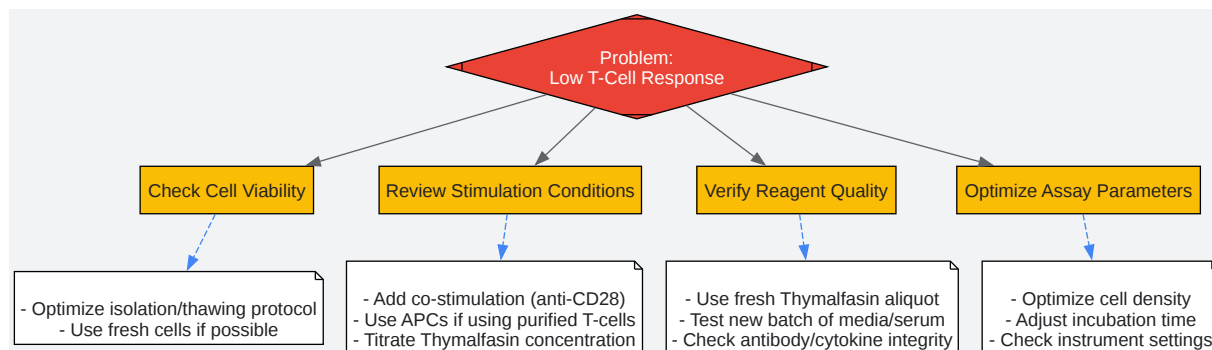 Problem:
Low T-Cell Response
Check Cell Viability
Review Stimulation Conditions
Verify Reagent Quality
Optimize Assay Parameters
- Optimize isolation/thawing protocol
- Use fresh cells if possible
- Add co-stimulation (anti-CD28)
- Use APCs if using purified T-cells
- Titrate Thymalfasin concentration
- Use fresh Thymalfasin aliquot
- Test new batch of media/serum
- Check antibody/cytokine integrity
- Optimize cell density
- Adjust incubation time
- Check instrument settings